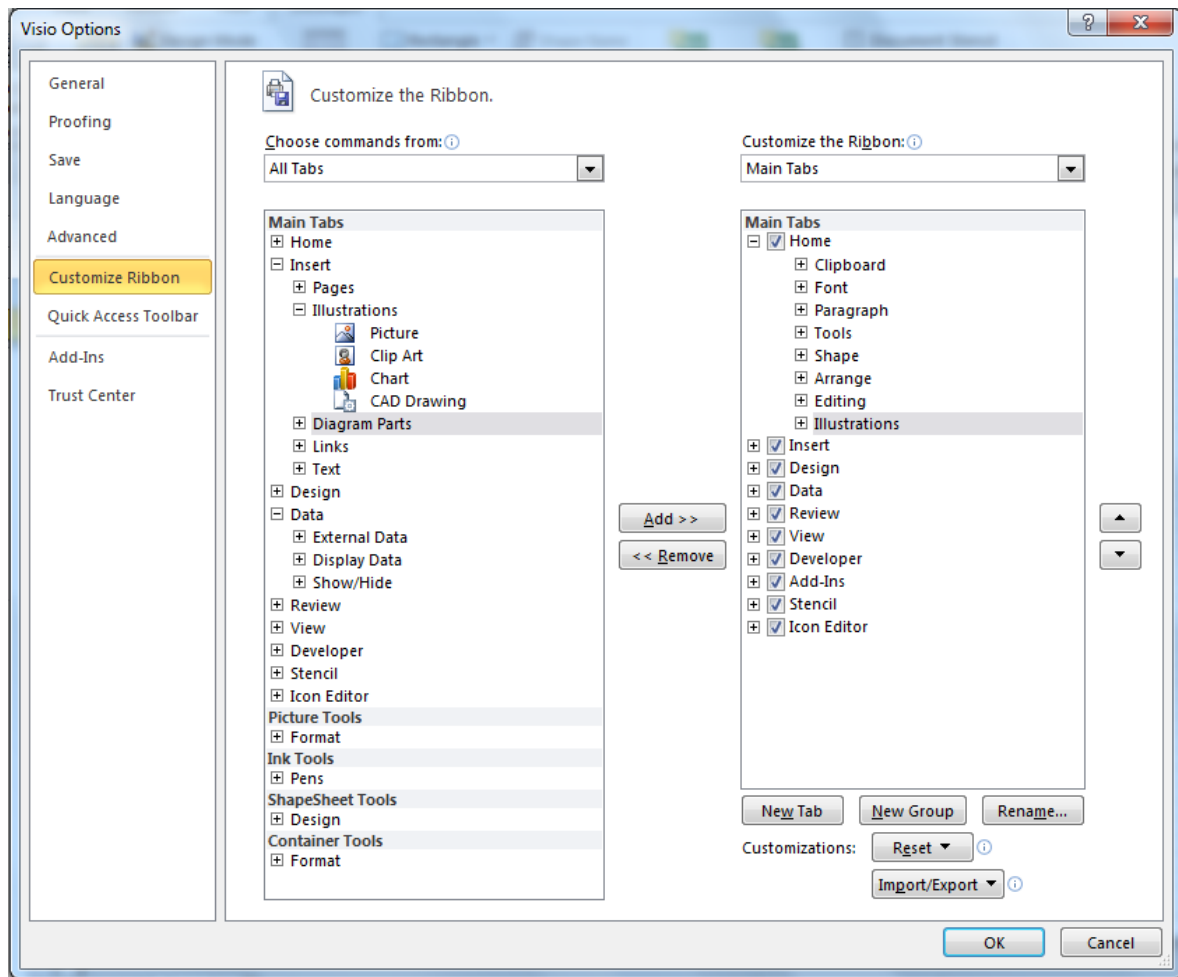 Visio Options
General
Proofing
Save
Language
Advanced
Customize Ribbon
Quick Access Toolbar
Add-Ins
Trust Center
Customize the Ribbon.
Choose commands from:
All Tabs
Main Tabs
Home
Insert
Pages
Illustrations
Picture
Clip Art
Chart
CAD Drawing
Diagram Parts
Links
Text
Design
Data
External Data
Display Data
Show/Hide
Review
View
Developer
Stencil
Icon Editor
Picture Tools
Format
Ink Tools
Pens
ShapeSheet Tools
Design
Container Tools
Format
Add >>
<< Remove
Customize the Ribbon:
Main Tabs
Main Tabs
Home
Clipboard
Font
Paragraph
Tools
Shape
Arrange
Editing
Illustrations
Insert
Design
Data
Review
View
Developer
Add-Ins
Stencil
Icon Editor
New Tab
New Group
Rename...
Customizations:
Reset
Import/Export
OK
Cancel